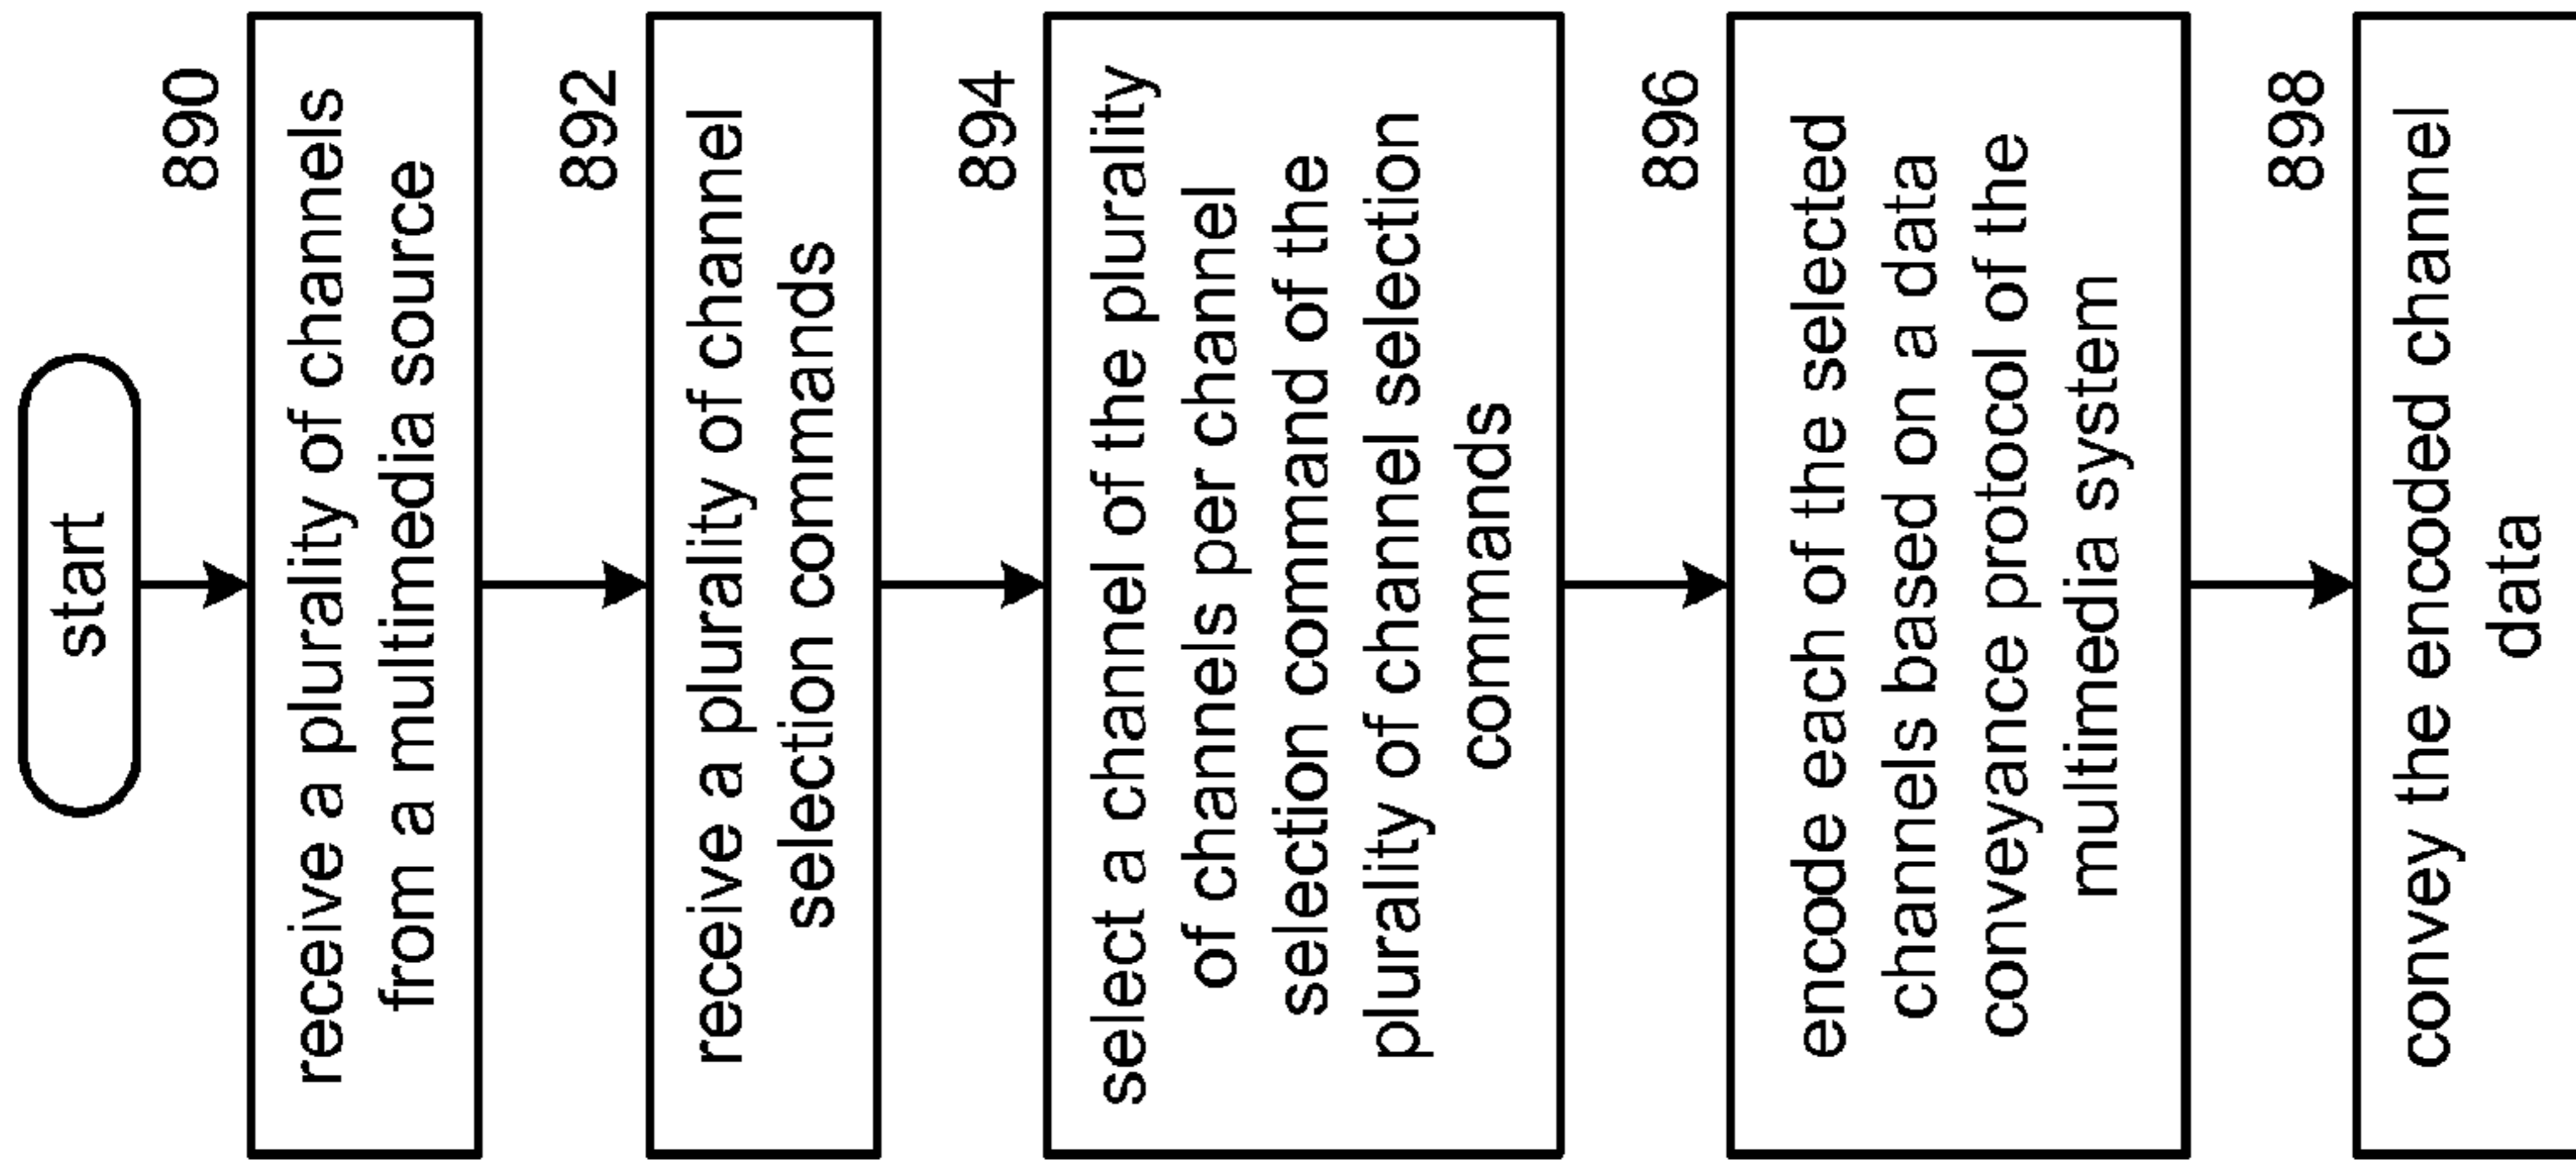 start
890
receive a plurality of channels
from a multimedia source
892
receive a plurality of channel
selection commands
894
select a channel of the plurality
of channels per channel
selection command of the
plurality of channel selection
commands
896
encode each of the selected
channels based on a data
conveyance protocol of the
multimedia system
898
convey the encoded channel
data